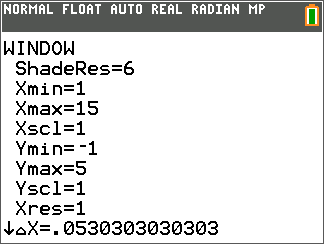 NORMAL FLOAT AUTO REAL RADIAN MP
WINDOW
ShadeRes=6
Xmin=1
Xmax=15
Xscl=1
Ymin=⁻1
Ymax=5
Yscl=1
Xres=1
↓△X=.0530303030303